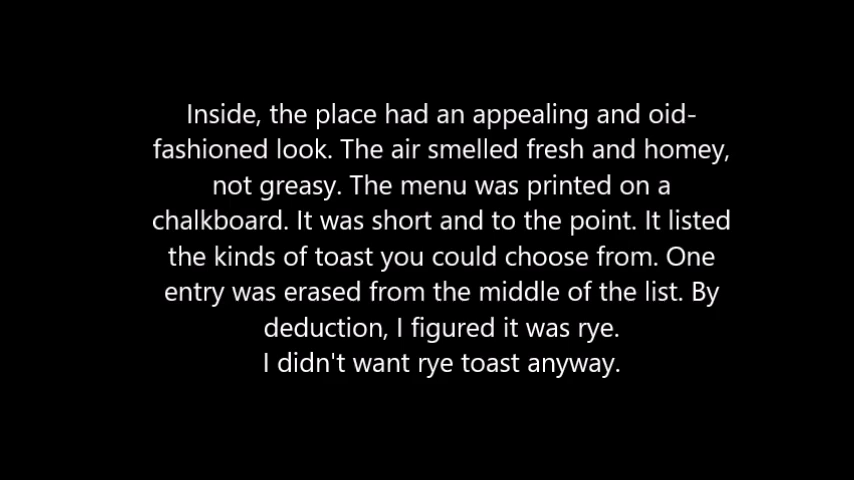 Inside, the place had an appealing and oid-
fashioned look. The air smelled fresh and homey,
not greasy. The menu was printed on a
chalkboard. It was short and to the point. It listed
the kinds of toast you could choose from. One
entry was erased from the middle of the list. By
deduction, I figured it was rye.
I didn't want rye toast anyway.